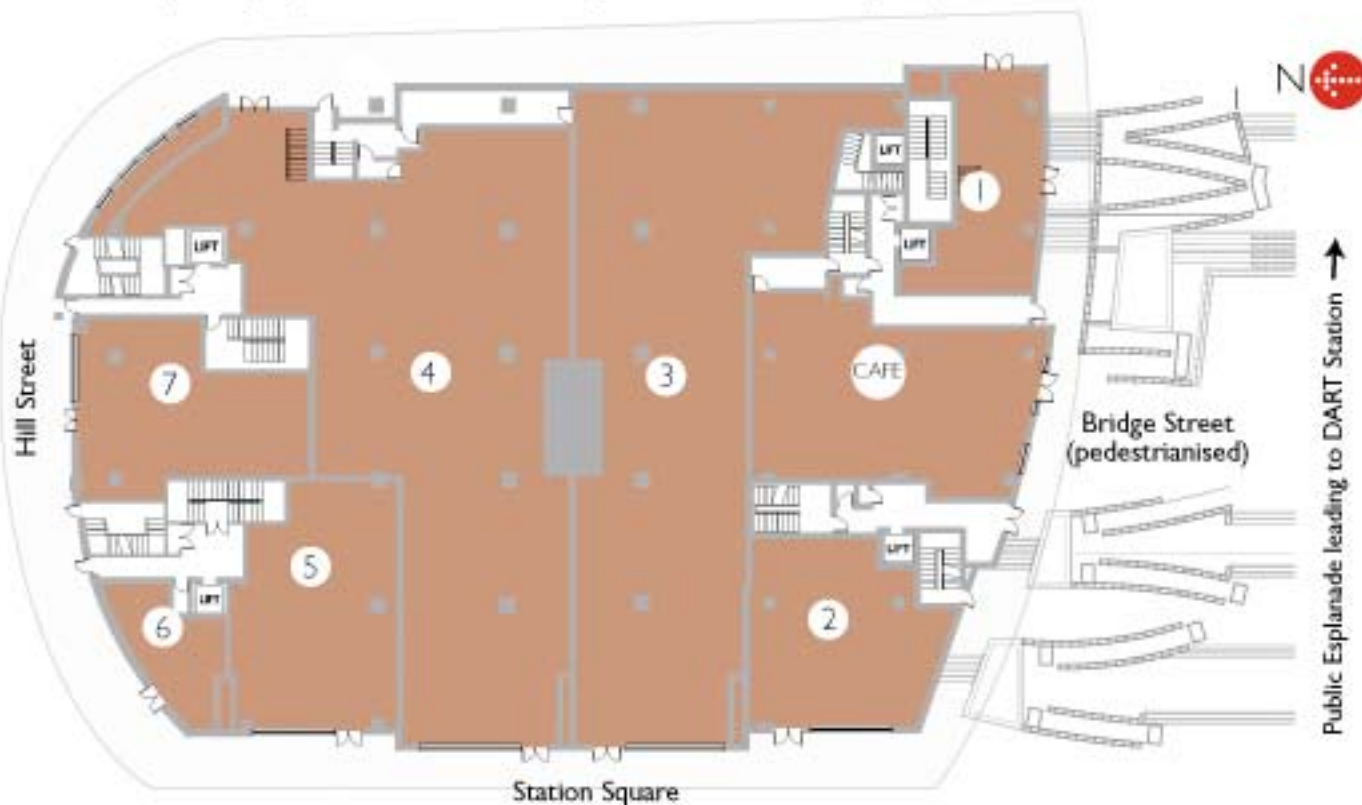 N
LIFT
1
LIFT
LIFT
Hill Street
7
4
3
CAFE
Bridge Street
(pedestrianised)
Public Esplanade leading to DART Station
5
LIFT
6
LIFT
2
Station Square